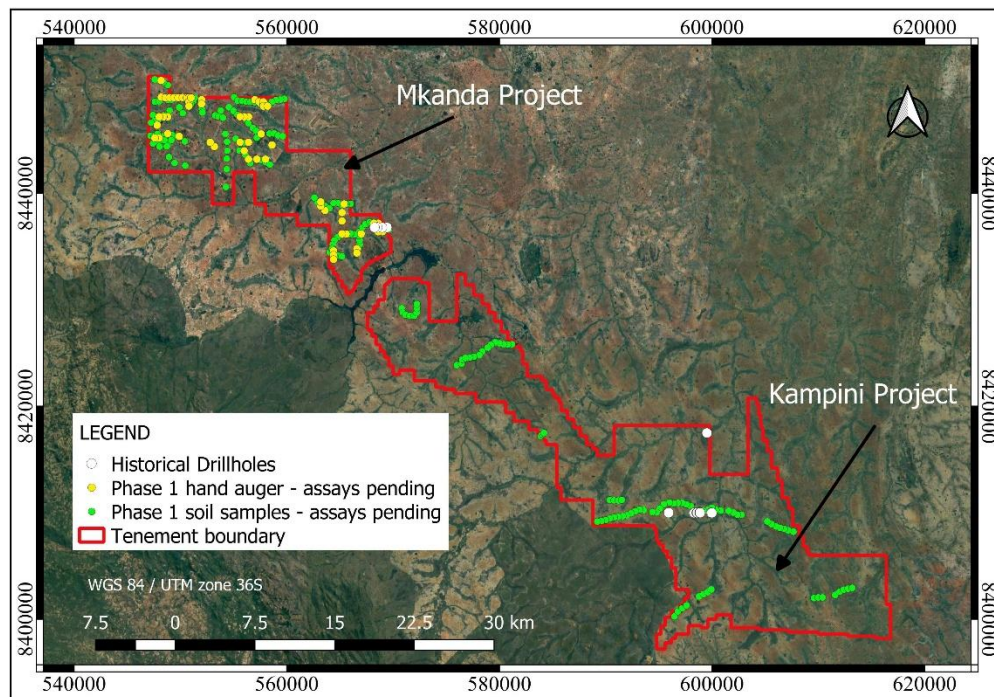 540000 560000 580000 600000 620000
Mkanda Project
8440000 8440000
Kampini Project
8420000 8420000
LEGEND
Historical Drillholes
Phase 1 hand auger - assays pending
Phase 1 soil samples - assays pending
Tenement boundary
WGS 84 / UTM zone 36S
8400000 8400000
7.5 0 7.5 15 22.5 30 km
540000 560000 580000 600000 620000